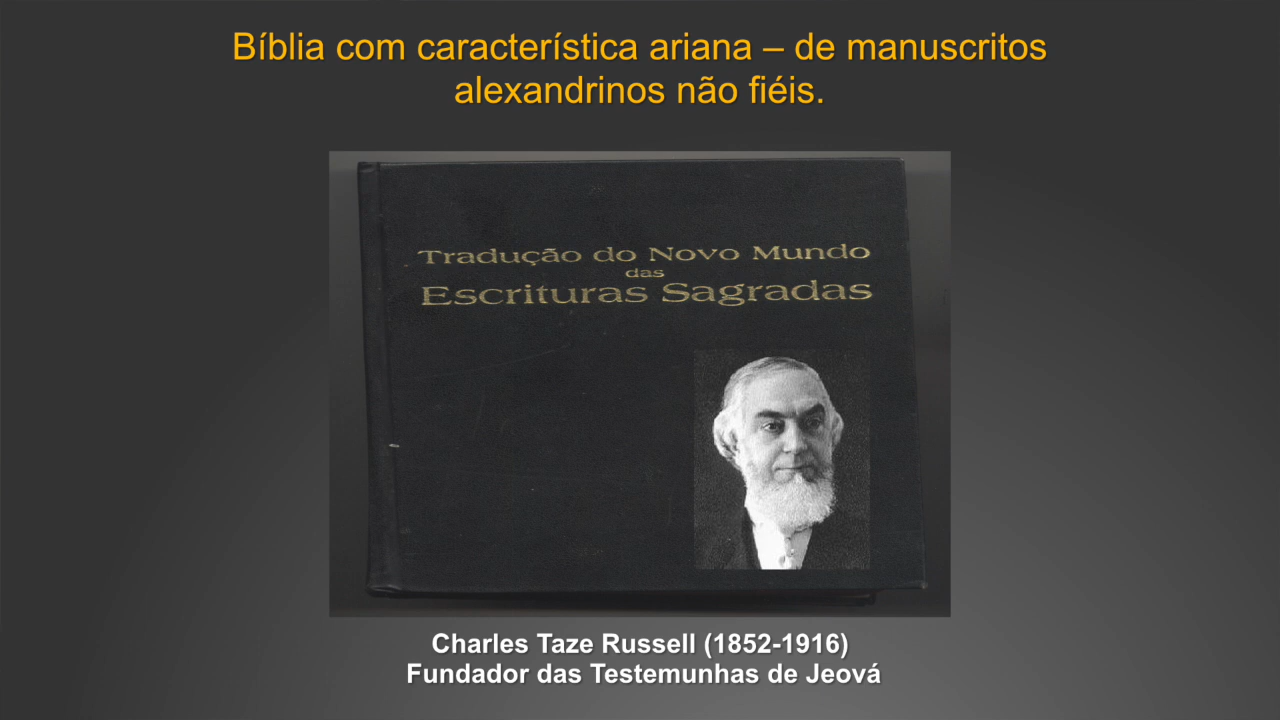 Bíblia com característica ariana – de manuscritos
alexandrinos não fiéis.
Tradução do Novo Mundo
das
Escrituras Sagradas
Charles Taze Russell (1852-1916)
Fundador das Testemunhas de Jeová